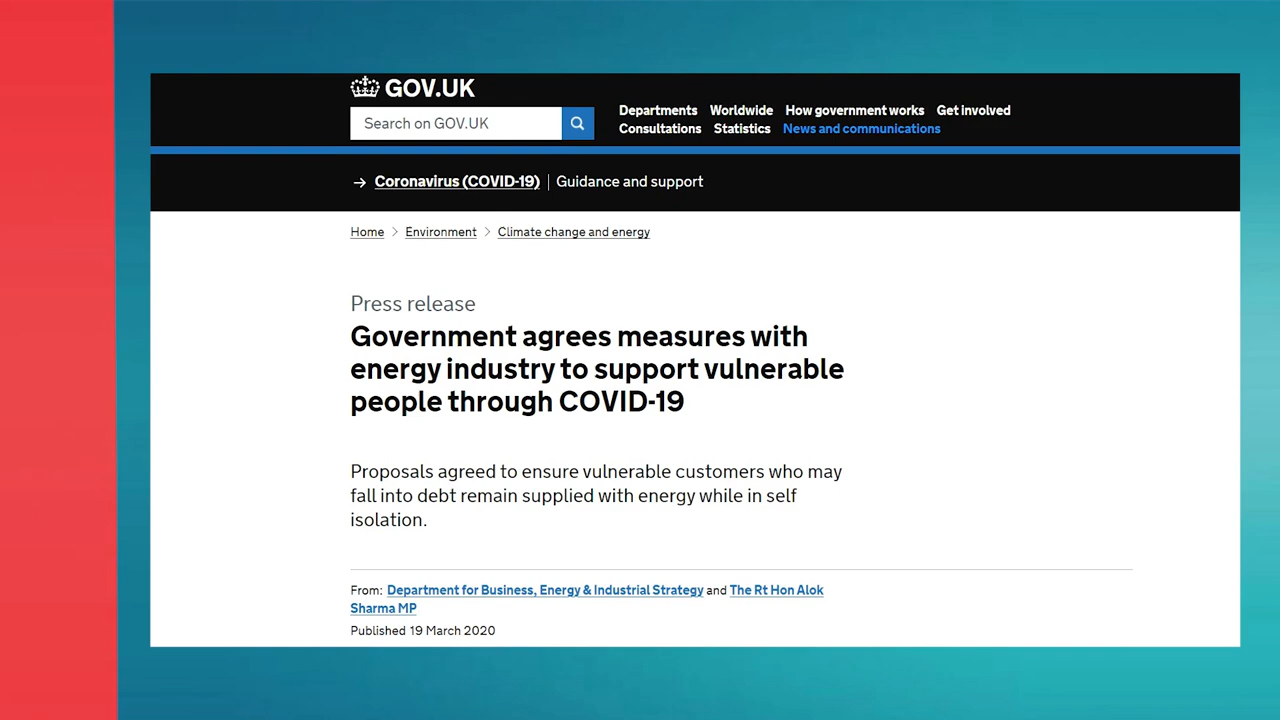 GOV.UK
Search on GOV.UK
Departments Worldwide How government works Get involved
Consultations Statistics News and communications
→ Coronavirus (COVID-19) | Guidance and support
Home > Environment > Climate change and energy
Press release
Government agrees measures with
energy industry to support vulnerable
people through COVID-19
Proposals agreed to ensure vulnerable customers who may
fall into debt remain supplied with energy while in self
isolation.
From: Department for Business, Energy & Industrial Strategy and The Rt Hon Alok
Sharma MP
Published 19 March 2020